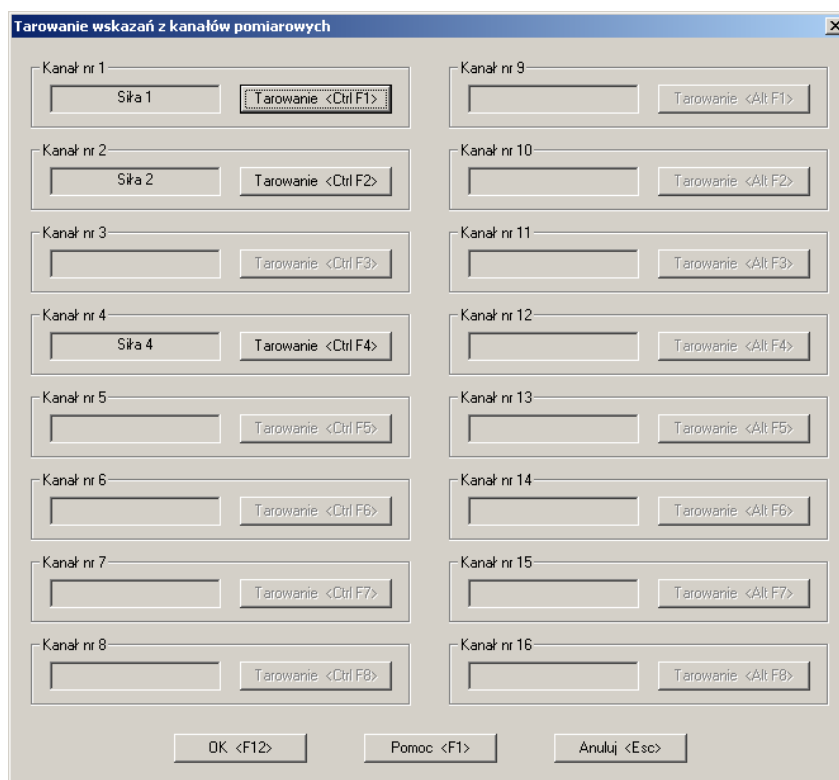 Tarowanie wskazań z kanałów pomiarowych
Kanał nr 1
Siła 1 Tarowanie <Ctrl F1>
Kanał nr 2
Siła 2 Tarowanie <Ctrl F2>
Kanał nr 3
Tarowanie <Ctrl F3>
Kanał nr 4
Siła 4 Tarowanie <Ctrl F4>
Kanał nr 5
Tarowanie <Ctrl F5>
Kanał nr 6
Tarowanie <Ctrl F6>
Kanał nr 7
Tarowanie <Ctrl F7>
Kanał nr 8
Tarowanie <Ctrl F8>
Kanał nr 9
Tarowanie <Alt F1>
Kanał nr 10
Tarowanie <Alt F2>
Kanał nr 11
Tarowanie <Alt F3>
Kanał nr 12
Tarowanie <Alt F4>
Kanał nr 13
Tarowanie <Alt F5>
Kanał nr 14
Tarowanie <Alt F6>
Kanał nr 15
Tarowanie <Alt F7>
Kanał nr 16
Tarowanie <Alt F8>
OK <F12> Pomoc <F1> Anuluj <Esc>